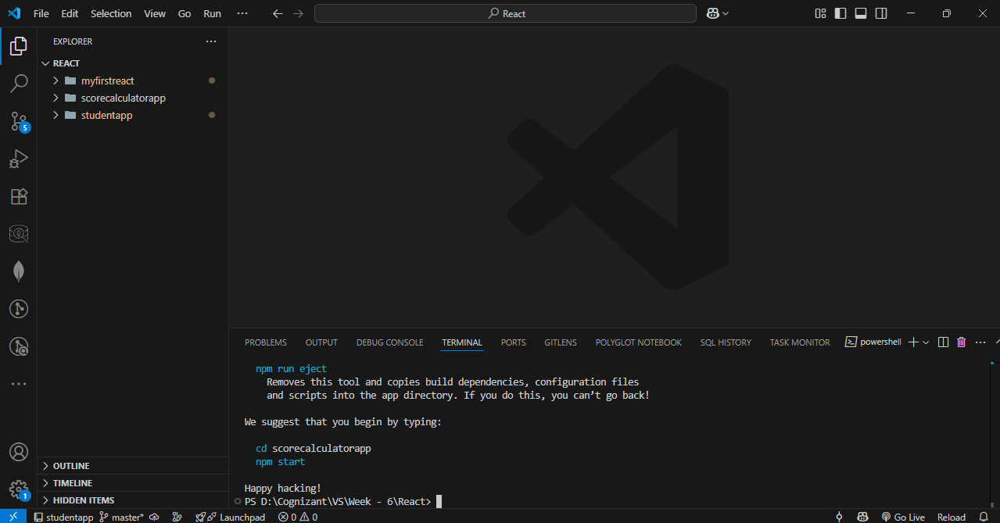 File Edit Selection View Go Run ··· React
EXPLORER ···
REACT
myfirstreact
scorecalculatorapp
studentapp
5
PROBLEMS OUTPUT DEBUG CONSOLE TERMINAL PORTS GITLENS POLYGLOT NOTEBOOK SQL HISTORY TASK MONITOR powershell ···
npm run eject
Removes this tool and copies build dependencies, configuration files
and scripts into the app directory. If you do this, you can’t go back!
We suggest that you begin by typing:
cd scorecalculatorapp
npm start
Happy hacking!
PS D:\Cognizant\VS\Week - 6\React>
OUTLINE
TIMELINE
HIDDEN ITEMS
1
studentapp master* Launchpad 0 0 Go Live Reload